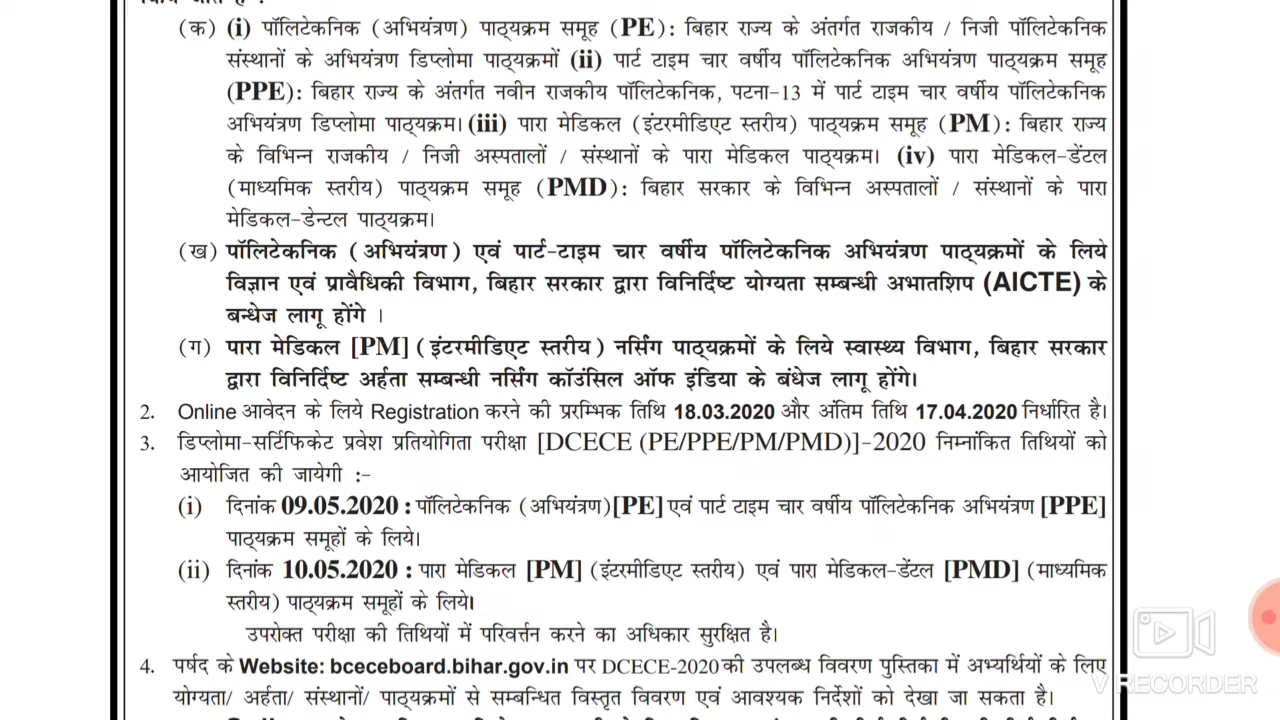 (क) (i) पॉलिटेकनिक (अभियंत्रण) पाठ्यक्रम समूह (PE): बिहार राज्य के अंतर्गत राजकीय / निजी पॉलिटेकनिक
संस्थानों के अभियंत्रण डिप्लोमा पाठ्यक्रमों (ii) पार्ट टाइम चार वर्षीय पॉलिटेकनिक अभियंत्रण पाठ्यक्रम समूह
(PPE): बिहार राज्य के अंतर्गत नवीन राजकीय पॉलिटेकनिक, पटना-13 में पार्ट टाइम चार वर्षीय पॉलिटेकनिक
अभियंत्रण डिप्लोमा पाठ्यक्रम। (iii) पारा मेडिकल (इंटरमीडिएट स्तरीय) पाठ्यक्रम समूह (PM): बिहार राज्य
के विभिन्न राजकीय / निजी अस्पतालों / संस्थानों के पारा मेडिकल पाठ्यक्रम। (iv) पारा मेडिकल-डेंटल
(माध्यमिक स्तरीय) पाठ्यक्रम समूह (PMD): बिहार सरकार के विभिन्न अस्पतालों / संस्थानों के पारा
मेडिकल-डेन्टल पाठ्यक्रम।
(ख) पॉलिटेकनिक (अभियंत्रण) एवं पार्ट-टाइम चार वर्षीय पॉलिटेकनिक अभियंत्रण पाठ्यक्रमों के लिये
विज्ञान एवं प्रावैधिकी विभाग, बिहार सरकार द्वारा विनिर्दिष्ट योग्यता सम्बन्धी अभातशिप (AICTE) के
बन्धेज लागू होंगे ।
(ग) पारा मेडिकल [PM] (इंटरमीडिएट स्तरीय) नर्सिंग पाठ्यक्रमों के लिये स्वास्थ्य विभाग, बिहार सरकार
द्वारा विनिर्दिष्ट अर्हता सम्बन्धी नर्सिंग कॉउंसिल ऑफ इंडिया के बंधेज लागू होंगे।
2. Online आवेदन के लिये Registration करने की प्ररम्भिक तिथि 18.03.2020 और अंतिम तिथि 17.04.2020 निर्धारित है।
3. डिप्लोमा-सर्टिफिकेट प्रवेश प्रतियोगिता परीक्षा [DCECE (PE/PPE/PM/PMD)]-2020 निम्नांकित तिथियों को
आयोजित की जायेगी :-
(i) दिनांक 09.05.2020 : पॉलिटेकनिक (अभियंत्रण)[PE] एवं पार्ट टाइम चार वर्षीय पॉलिटेकनिक अभियंत्रण [PPE]
पाठ्यक्रम समूहों के लिये।
(ii) दिनांक 10.05.2020 : पारा मेडिकल [PM] (इंटरमीडिएट स्तरीय) एवं पारा मेडिकल-डेंटल [PMD] (माध्यमिक
स्तरीय) पाठ्यक्रम समूहों के लिये।
उपरोक्त परीक्षा की तिथियों में परिवर्त्तन करने का अधिकार सुरक्षित है।
4. पर्षद के Website: bceceboard.bihar.gov.in पर DCECE-2020 की उपलब्ध विवरण पुस्तिका में अभ्यर्थियों के लिए
योग्यता/ अर्हता/ संस्थानों/ पाठ्यक्रमों से सम्बन्धित विस्तृत विवरण एवं आवश्यक निर्देशों को देखा जा सकता है।
V RECORDER